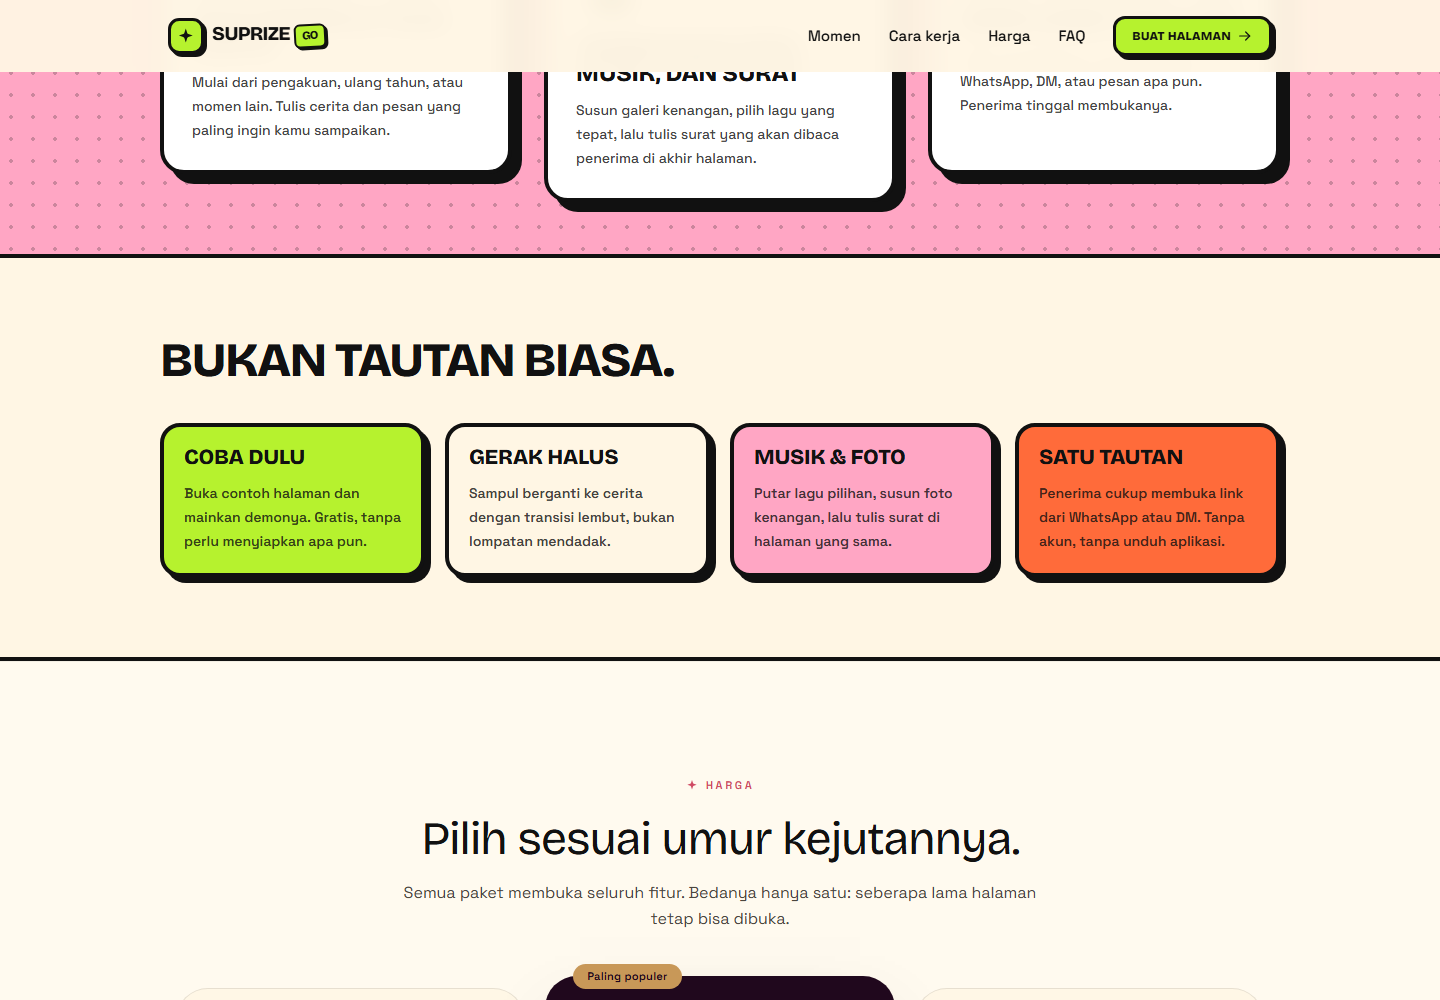 SUPRIZE GO
Momen
Cara kerja
Harga
FAQ
BUAT HALAMAN
Mulai dari pengakuan, ulang tahun, atau
momen lain. Tulis cerita dan pesan yang
paling ingin kamu sampaikan.
MUSIK, DAN SURAT
Susun galeri kenangan, pilih lagu yang
tepat, lalu tulis surat yang akan dibaca
penerima di akhir halaman.
WhatsApp, DM, atau pesan apa pun.
Penerima tinggal membukanya.
BUKAN TAUTAN BIASA.
COBA DULU
Buka contoh halaman dan
mainkan demonya. Gratis, tanpa
perlu menyiapkan apa pun.
GERAK HALUS
Sampul berganti ke cerita
dengan transisi lembut, bukan
lompatan mendadak.
MUSIK & FOTO
Putar lagu pilihan, susun foto
kenangan, lalu tulis surat di
halaman yang sama.
SATU TAUTAN
Penerima cukup membuka link
dari WhatsApp atau DM. Tanpa
akun, tanpa unduh aplikasi.
HARGA
Pilih sesuai umur kejutannya.
Semua paket membuka seluruh fitur. Bedanya hanya satu: seberapa lama halaman
tetap bisa dibuka.
Paling populer